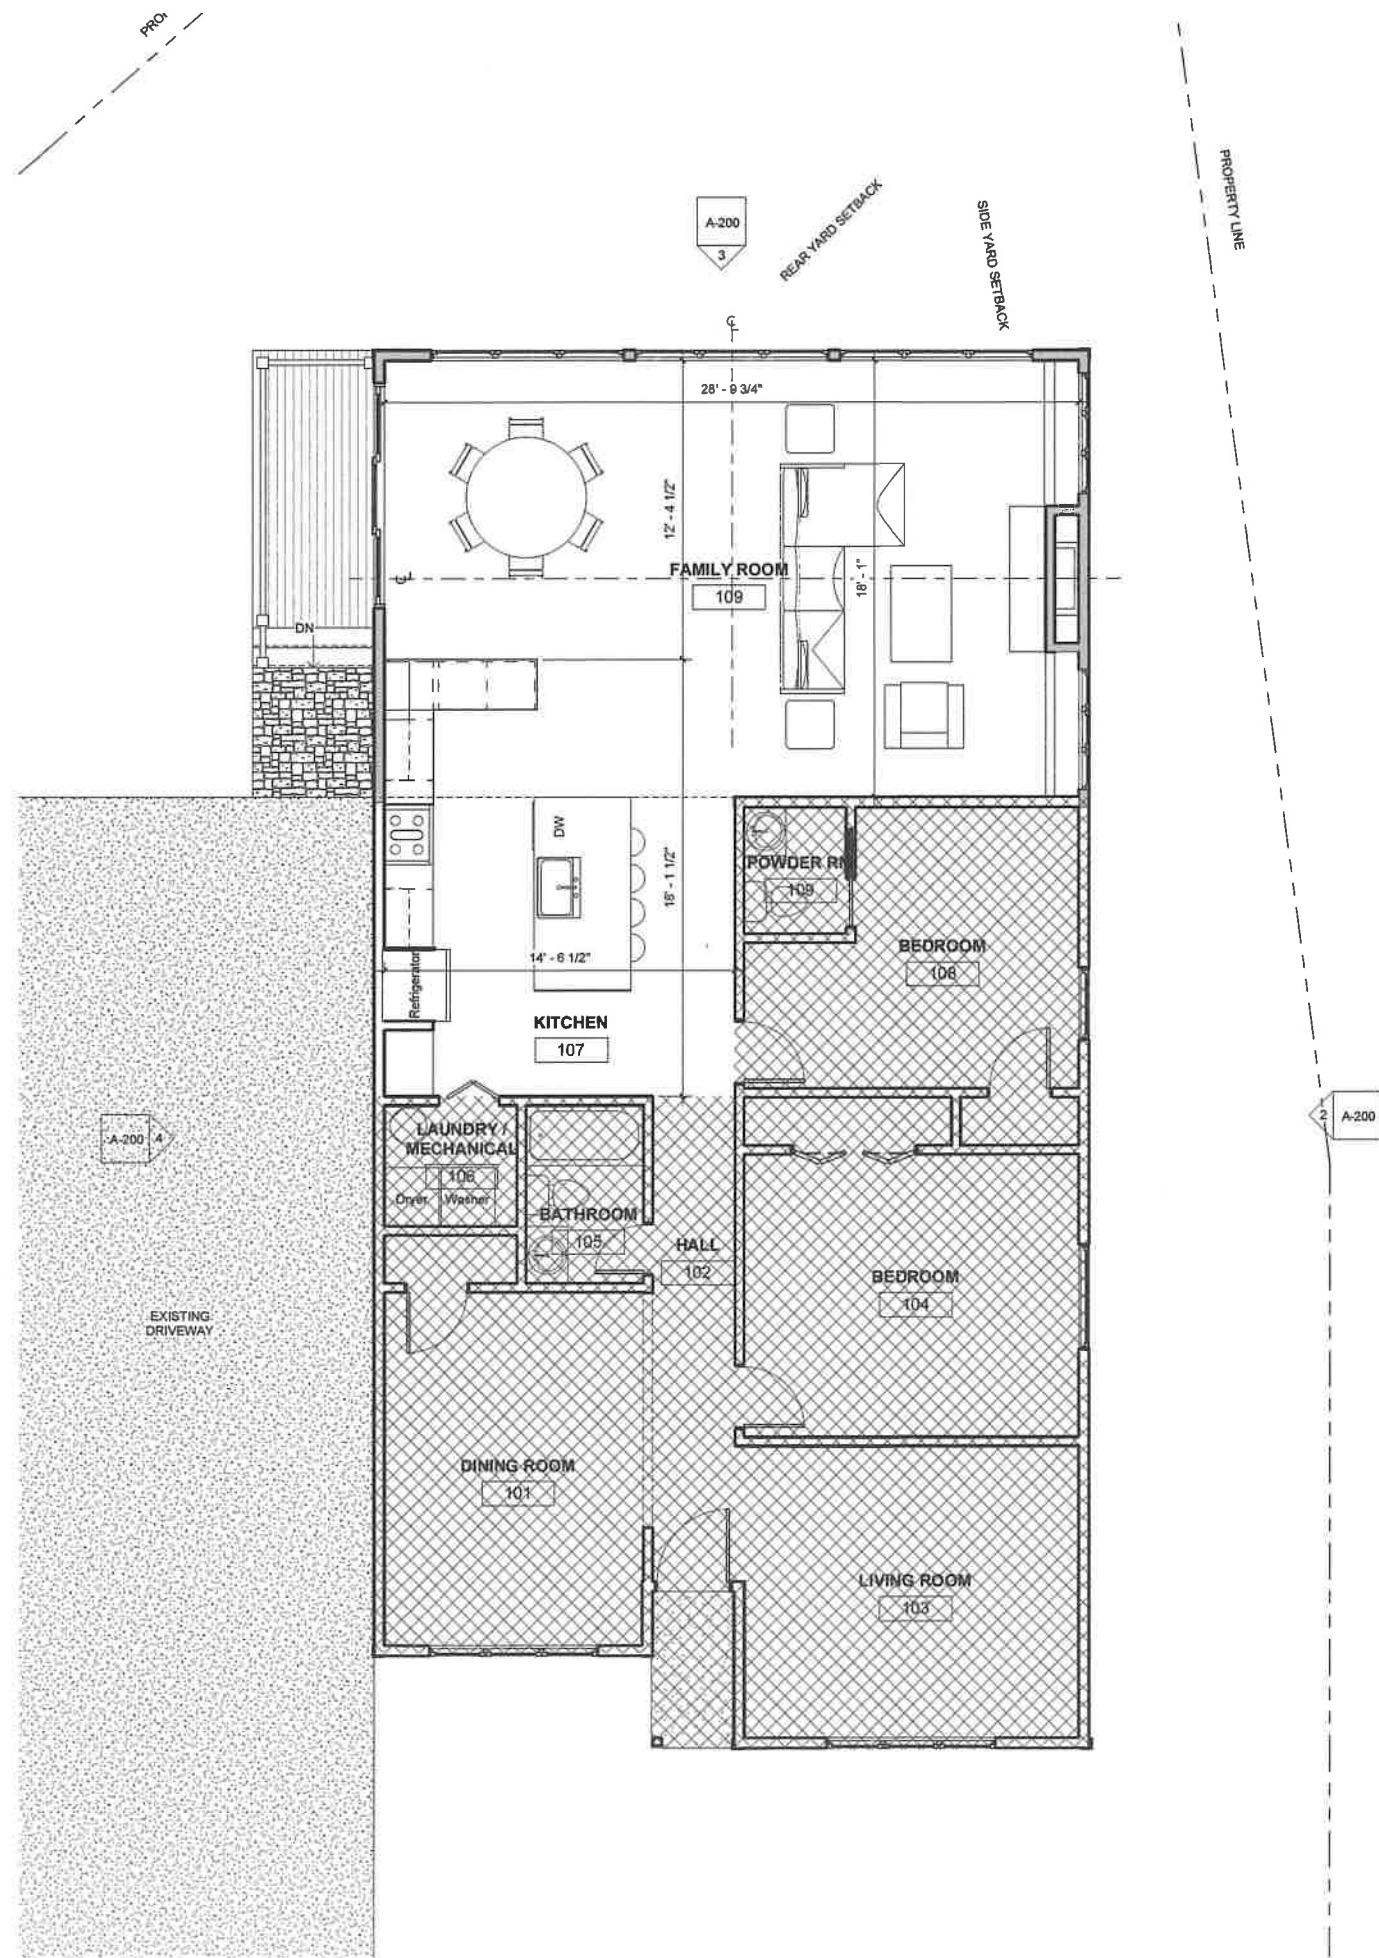 PRO
PROPERTY LINE
A-200
3
REAR YARD SETBACK
SIDE YARD SETBACK
28' - 9 3/4"
12' - 4 1/2"
FAMILY ROOM
109
18' - 1"
DN
DW
18' - 1 1/2"
POWDER R
109
BEDROOM
108
14' - 6 1/2"
Refrigerator
KITCHEN
107
A-200 4
2 A-200
LAUNDRY /
MECHANICAL
106
Dryer Washer
BATHROOM
105
HALL
102
BEDROOM
104
EXISTING
DRIVEWAY
DINING ROOM
101
LIVING ROOM
103